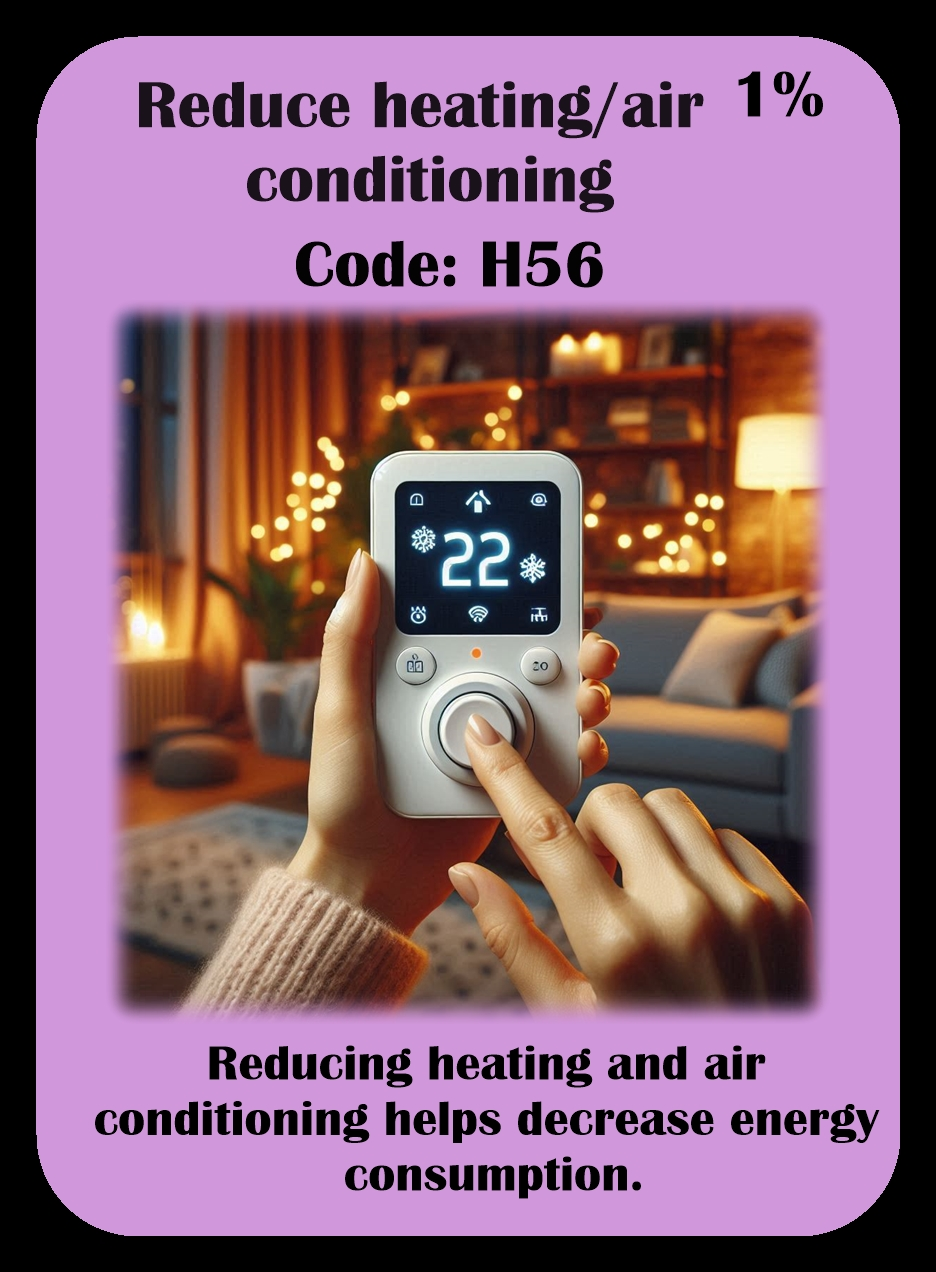 Reduce heating/air 1%
conditioning
Code: H56
22
Reducing heating and air
conditioning helps decrease energy
consumption.